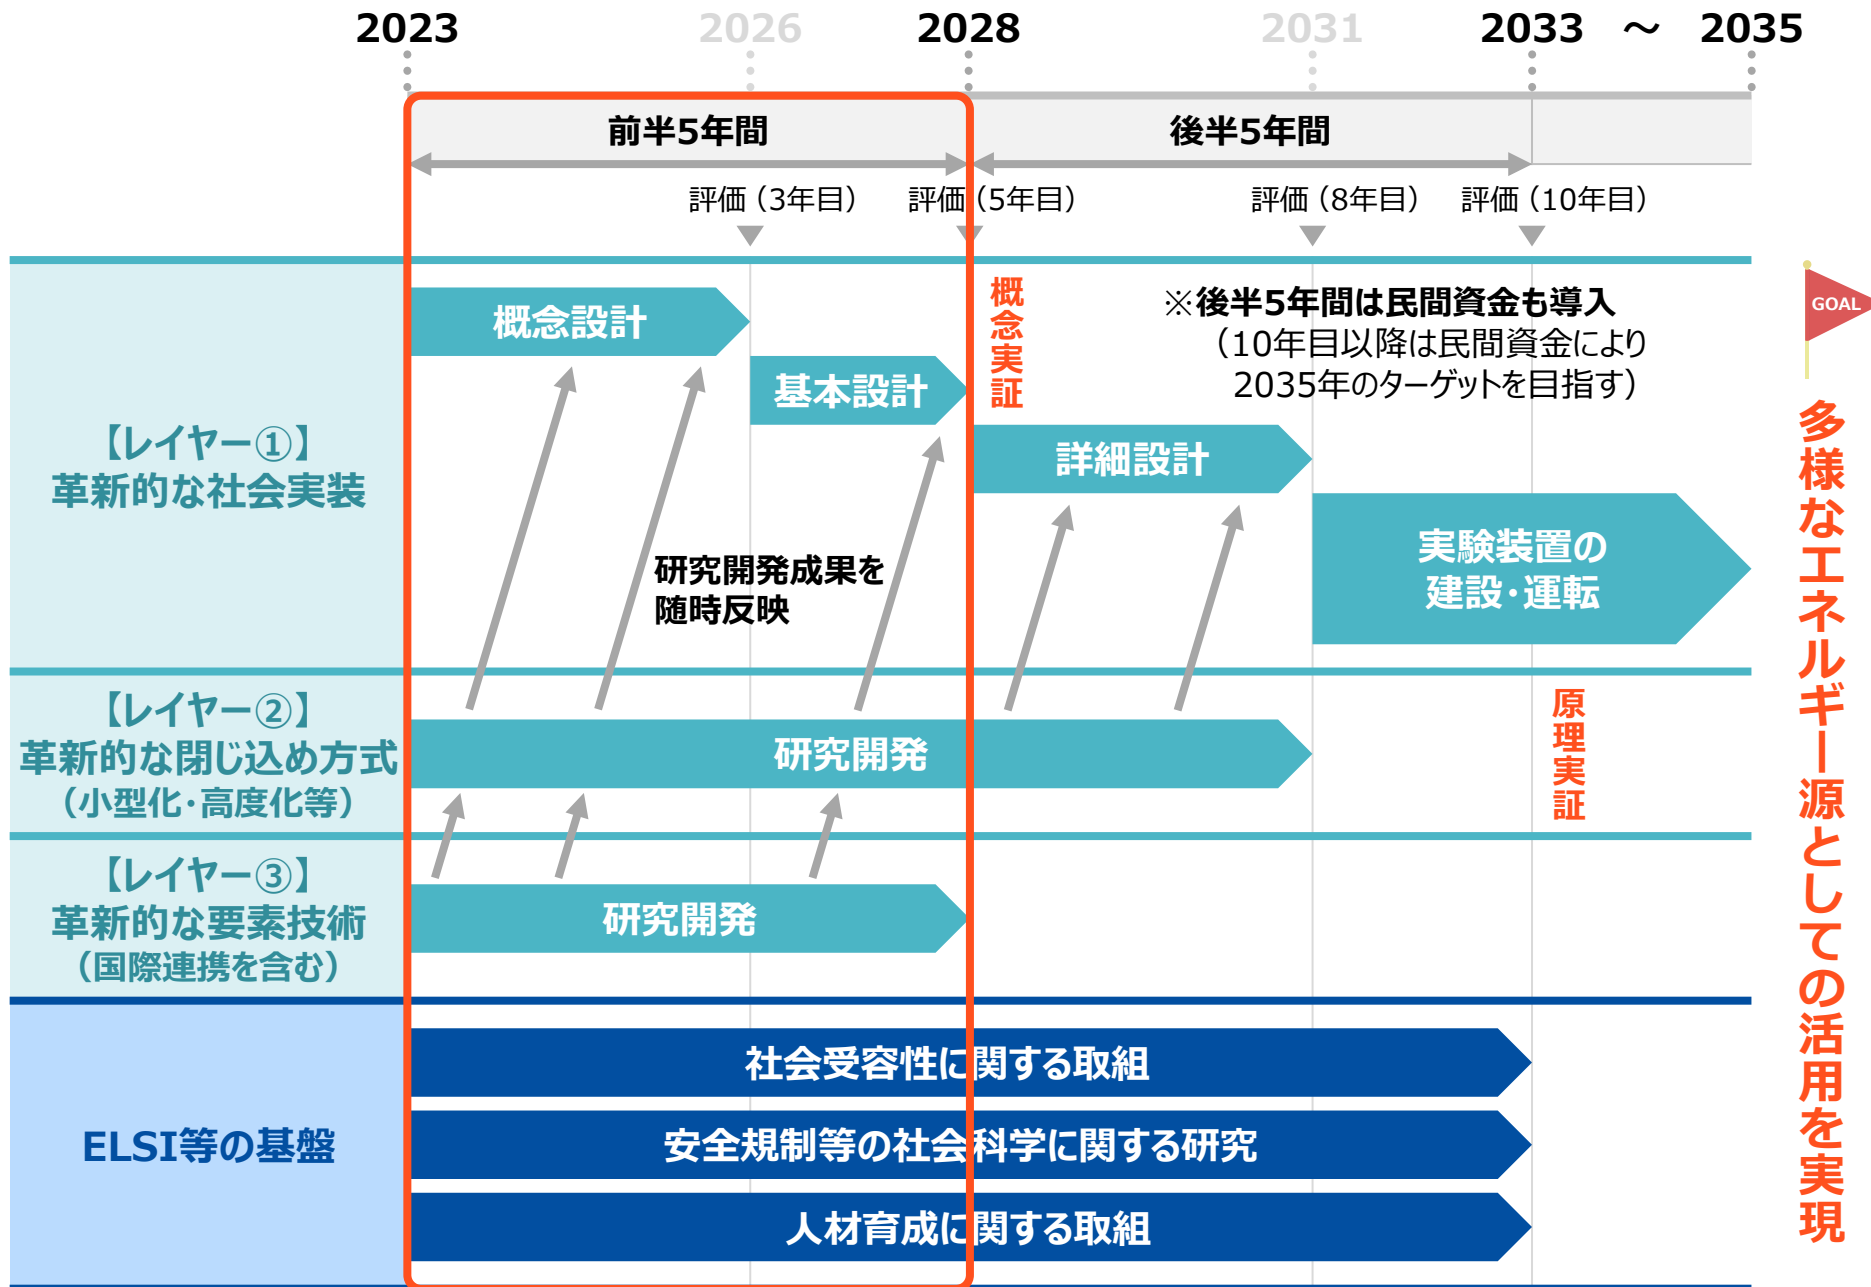 2023 2026 2028 2031 2033 ～ 2035
前半5年間 後半5年間
評価（3年目） 評価（5年目） 評価（8年目） 評価（10年目）
【レイヤー①】
革新的な社会実装
概念設計
基本設計
概念実証
詳細設計
※後半5年間は民間資金も導入
（10年目以降は民間資金により
2035年のターゲットを目指す）
実験装置の
建設・運転
研究開発成果を
随時反映
【レイヤー②】
革新的な閉じ込め方式
（小型化・高度化等）
研究開発
原理実証
【レイヤー③】
革新的な要素技術
（国際連携を含む）
研究開発
ELSI等の基盤
社会受容性に関する取組
安全規制等の社会科学に関する研究
人材育成に関する取組
GOAL
多様なエネルギー源としての活用を実現